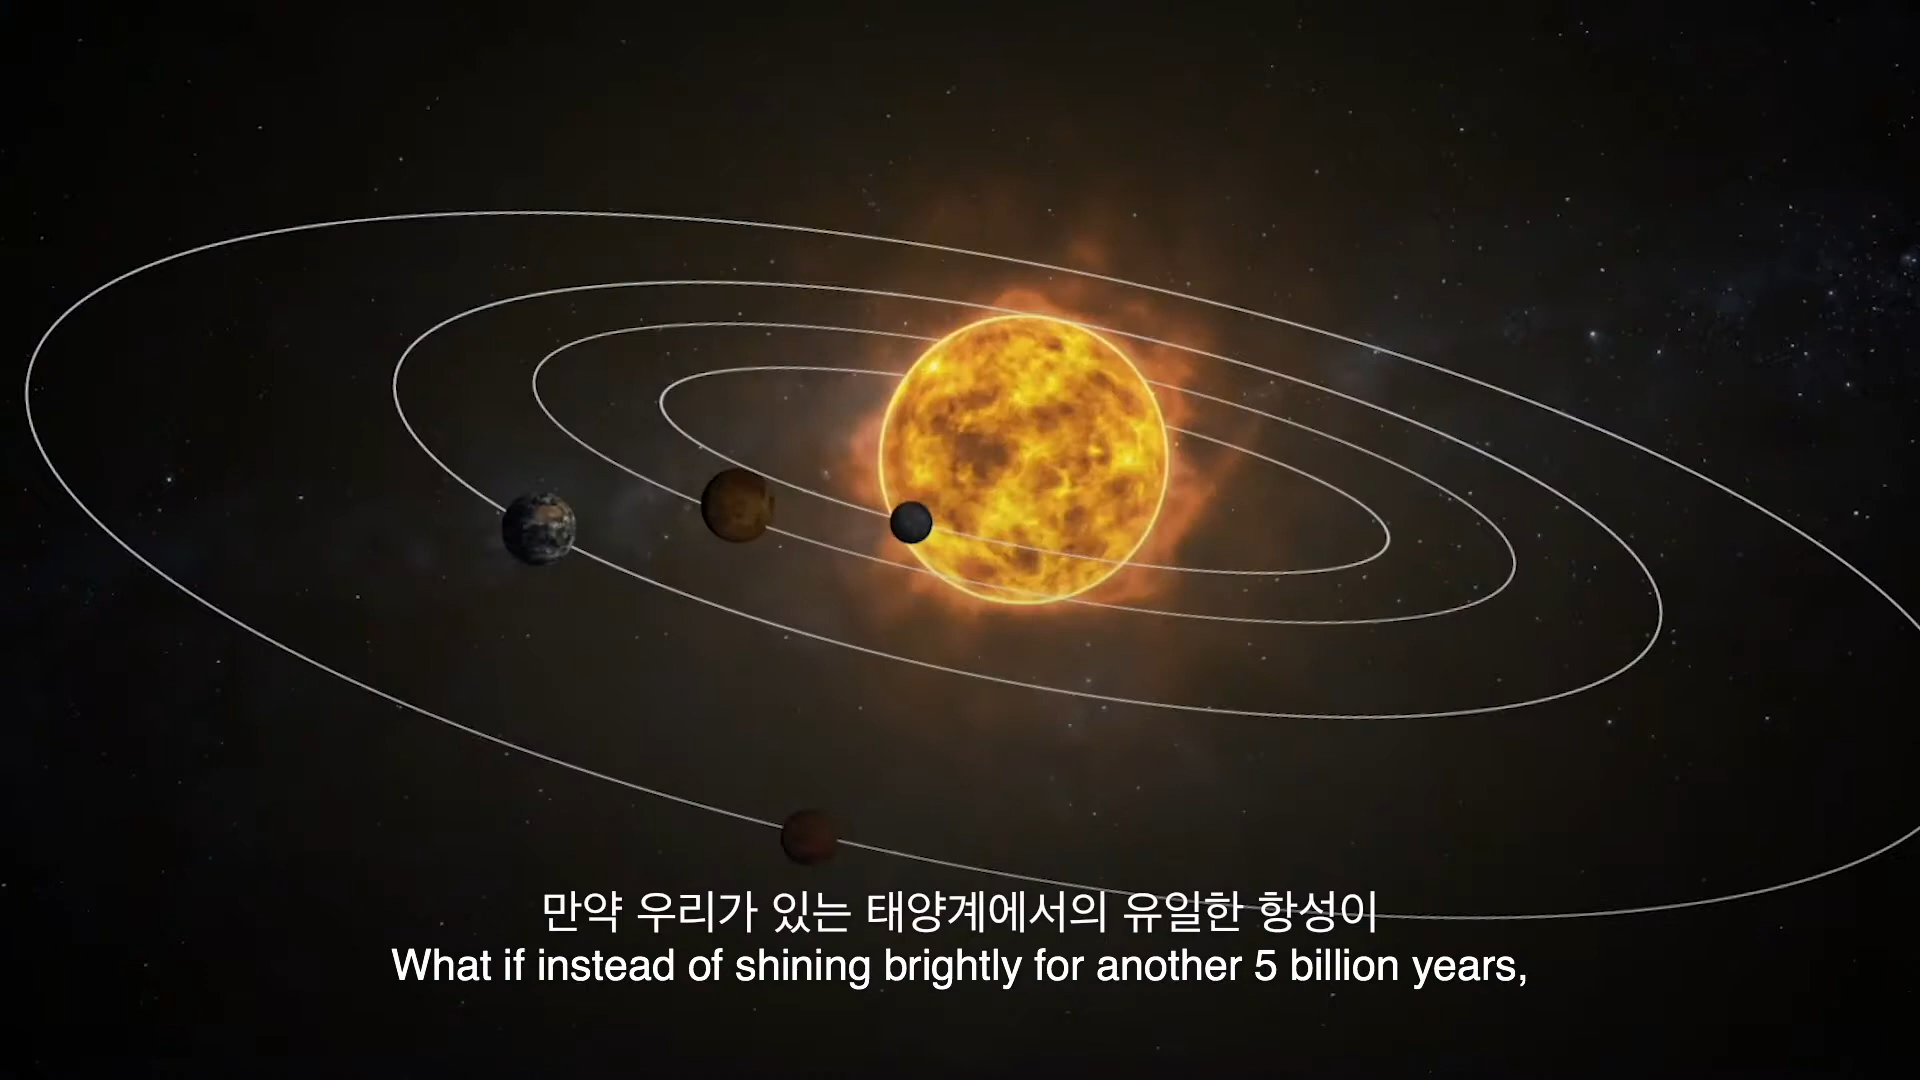 만약 우리가 있는 태양계에서의 유일한 항성이
What if instead of shining brightly for another 5 billion years,